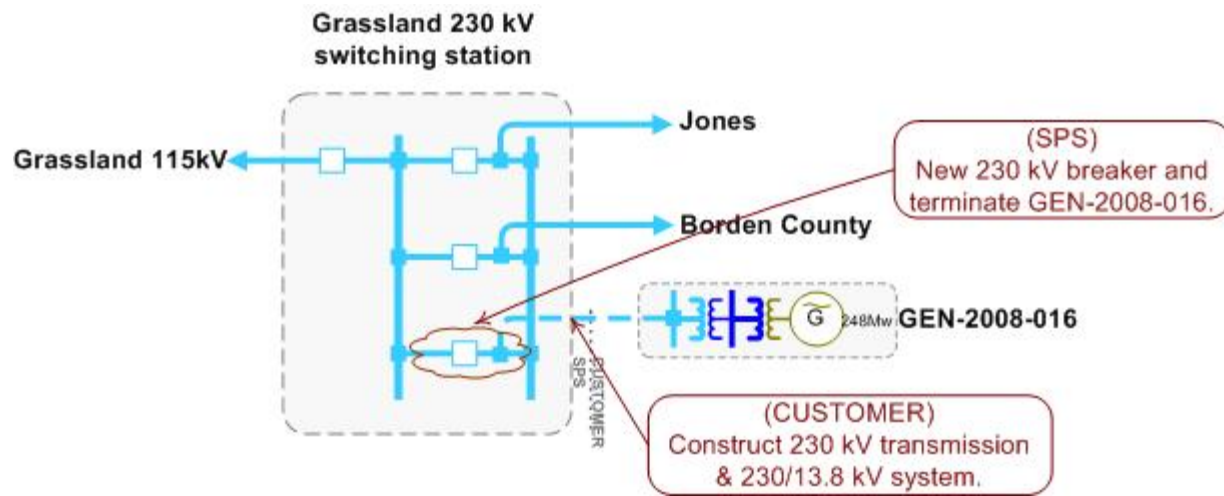 Grassland 230 kV
switching station
Jones
Grassland 115kV
(SPS)
New 230 kV breaker and
terminate GEN-2008-016.
Borden County
G
248Mw
GEN-2008-016
CUSTOMER
SPS
(CUSTOMER)
Construct 230 kV transmission
& 230/13.8 kV system.